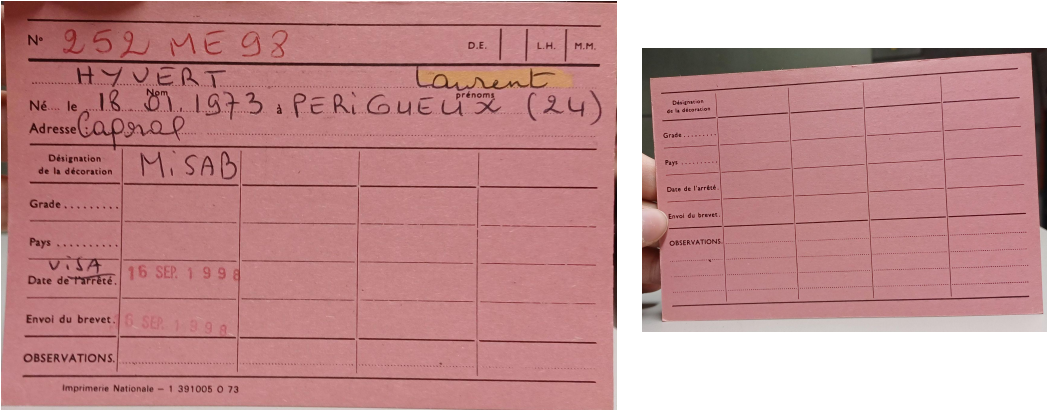 N° 252 ME 98 D.E. L.H. M.M.
HYVERT Laurent
Nom prénoms
Né le 18 01 1973 à PERiGUEUX (24)
Adresse Caporal
Désignation de la décoration MiSAB
Grade ........
Pays ........
ViSA
Date de l'arrêté. 16 SEP. 1998
Envoi du brevet. 16 SEP. 1998
OBSERVATIONS.
Imprimerie Nationale – 1 391005 O 73
Désignation
de la décoration
Grade ........
Pays ........
Date de l'arrêté.
Envoi du brevet.
OBSERVATIONS.